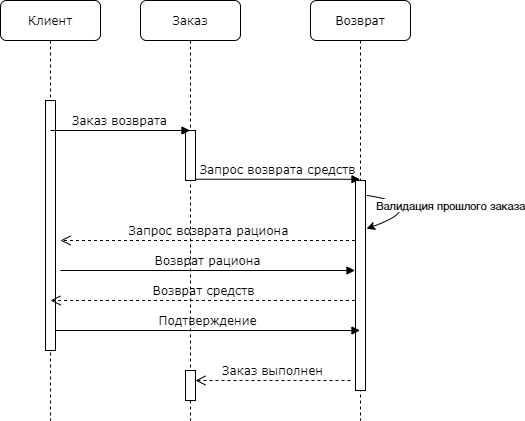 Клиент
Заказ
Возврат
Заказ возврата
Запрос возврата средств
Валидация прошлого заказа
Запрос возврата рациона
Возврат рациона
Возврат средств
Подтверждение
Заказ выполнен